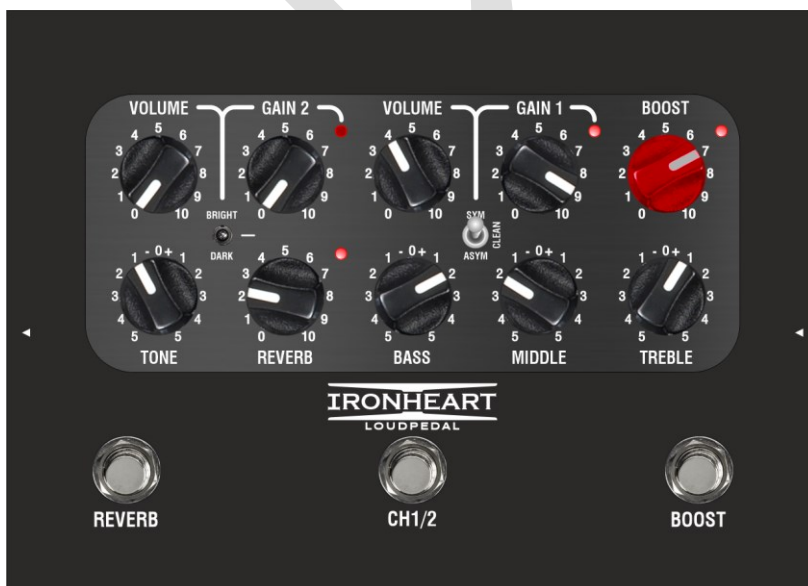 VOLUME GAIN 2 VOLUME GAIN 1 BOOST
0 1 2 3 4 5 6 7 8 9 10
0 1 2 3 4 5 6 7 8 9 10
0 1 2 3 4 5 6 7 8 9 10
0 1 2 3 4 5 6 7 8 9 10
0 1 2 3 4 5 6 7 8 9 10
BRIGHT
DARK
SYM
ASYM
CLEAN
5 4 3 2 1 - 0 + 1 2 3 4 5
0 1 2 3 4 5 6 7 8 9 10
5 4 3 2 1 - 0 + 1 2 3 4 5
5 4 3 2 1 - 0 + 1 2 3 4 5
5 4 3 2 1 - 0 + 1 2 3 4 5
TONE REVERB BASS MIDDLE TREBLE
IRONHEART
LOUDPEDAL
REVERB CH1/2 BOOST